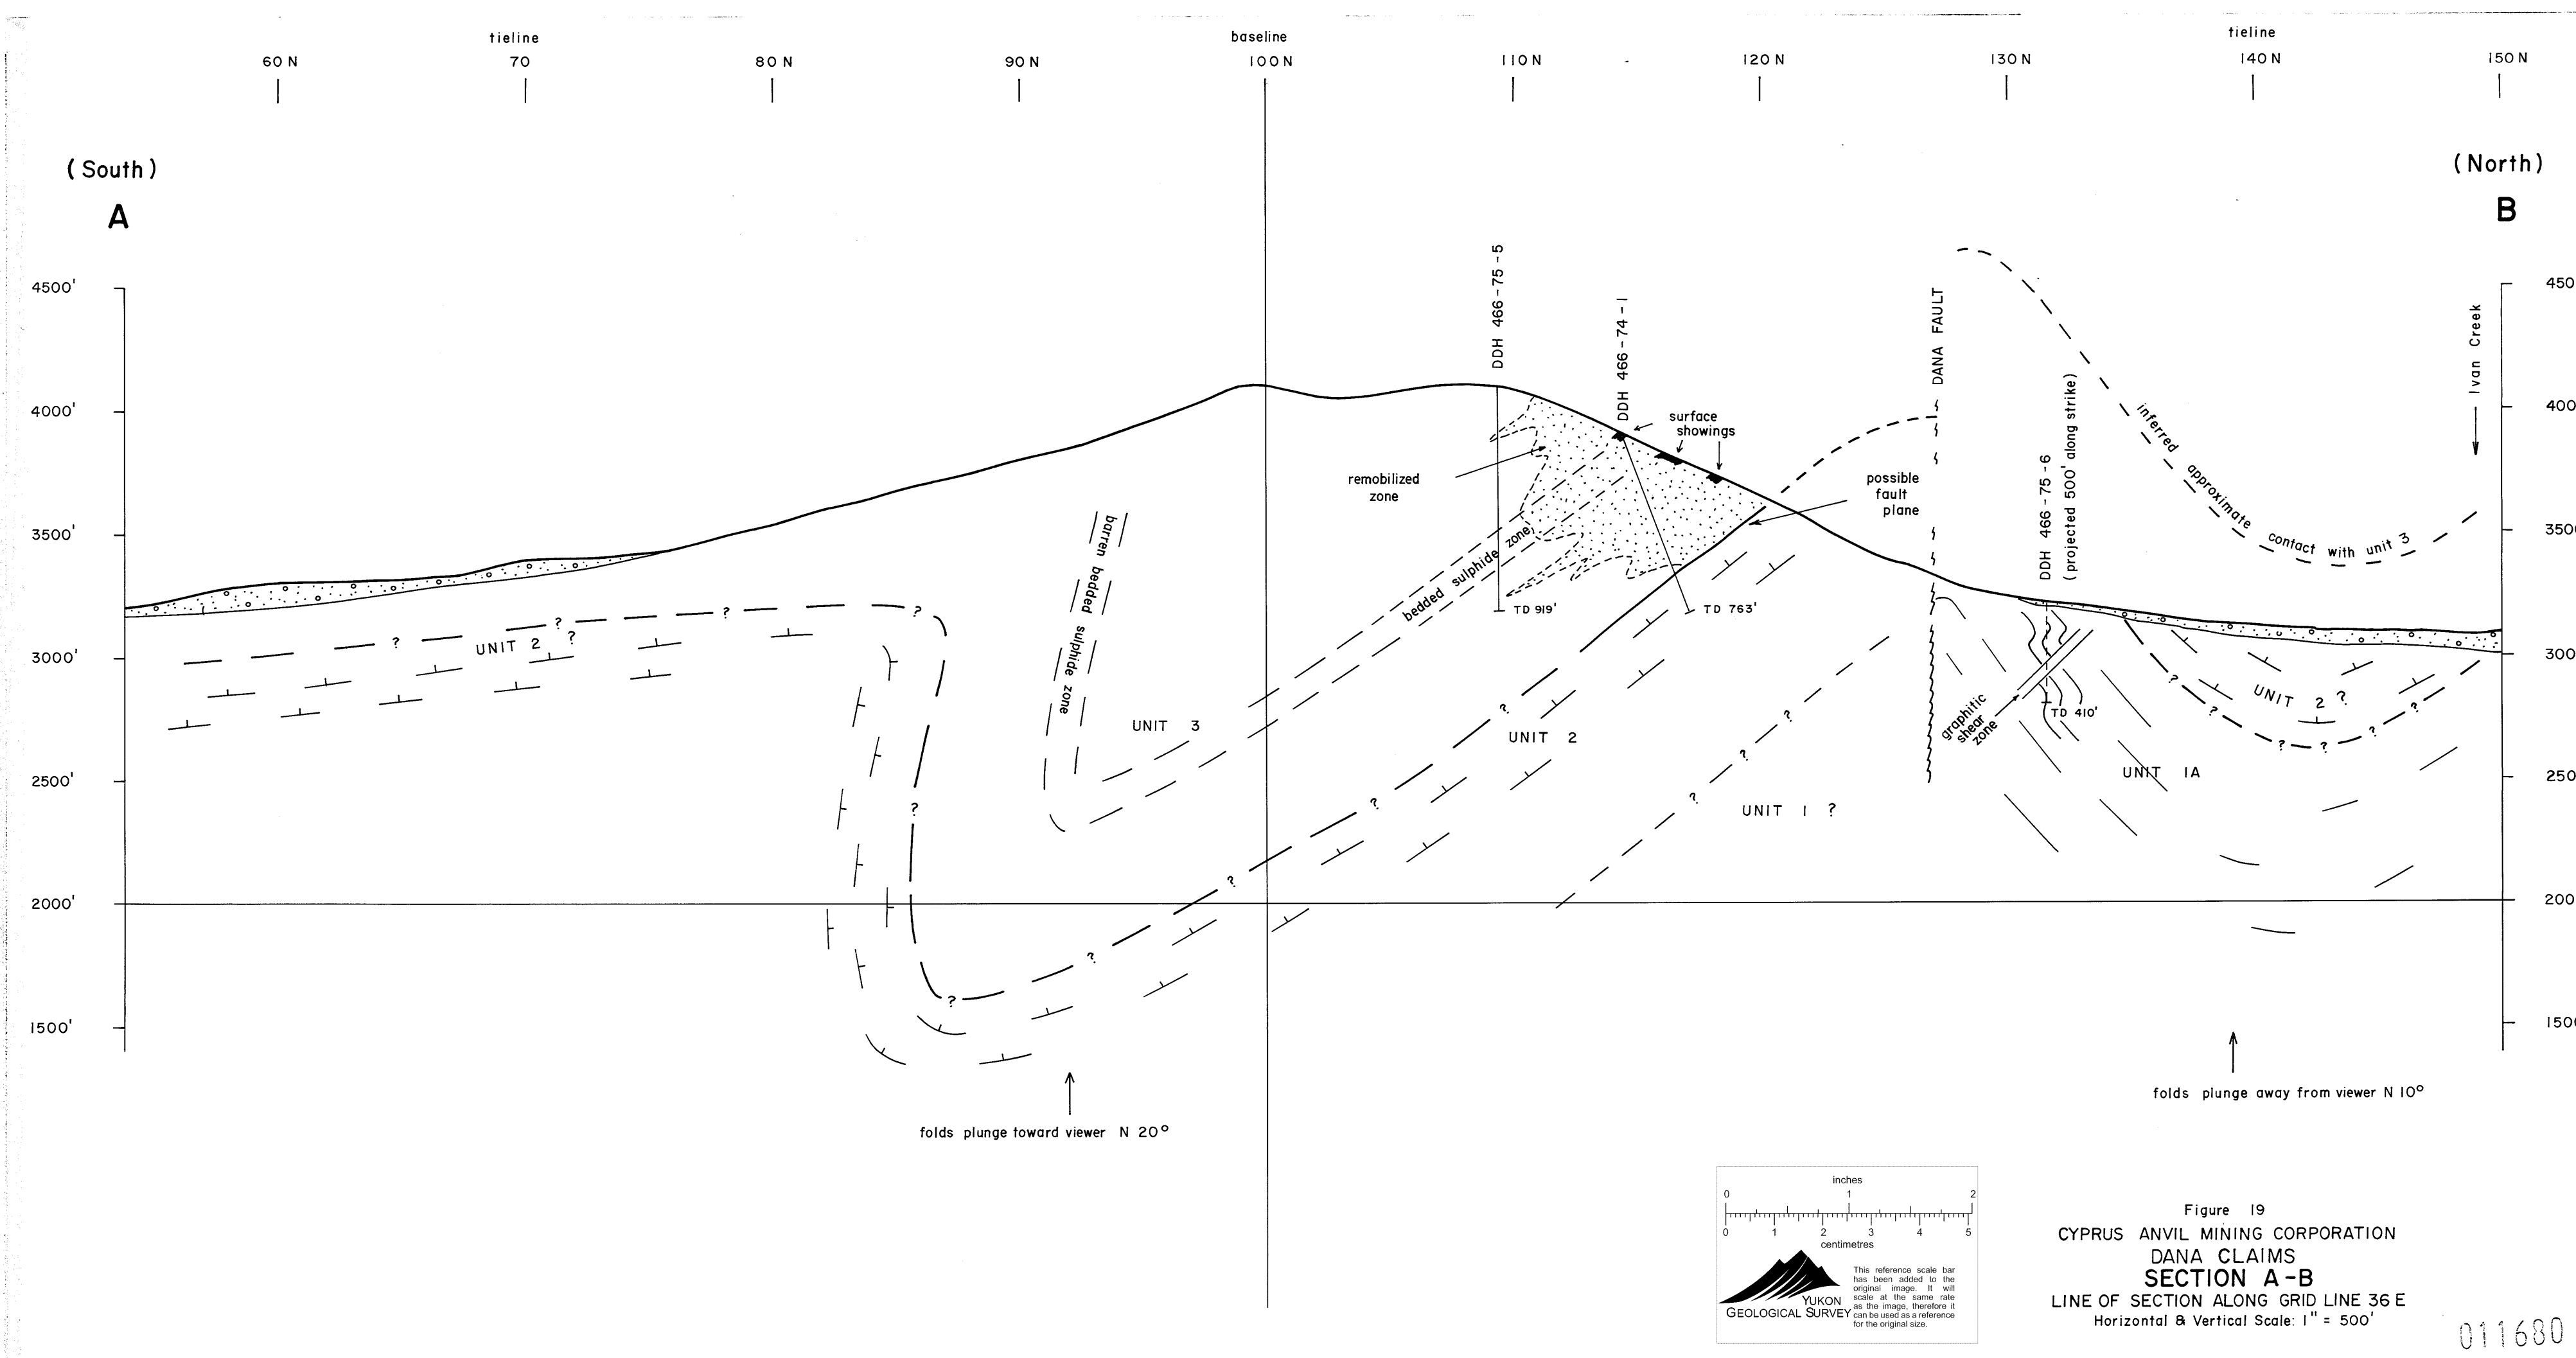 tieline
baseline
tieline
60 N
70
80 N
90 N
100 N
110 N
120 N
130 N
140 N
150 N
(South)
(North)
A
B
4500'
4000'
3500'
3000'
2500'
2000'
1500'
450
400
350
300
250
200
150
DDH 466-75-5
DDH 466-74-1
surface
showings
DANA FAULT
DDH 466-75-6
(projected 500' along strike)
Ivan Creek
inferred approximate contact with unit 3
remobilized
zone
possible
fault
plane
barren bedded sulphide zone
bedded sulphide zone
TD 919'
TD 763'
TD 410'
graphitic
shear
zone
UNIT 2 ?
UNIT 3
UNIT 2
UNIT 1 ?
UNIT 2 ?
UNIT 1A
? ? ? ?
? ?
? ? ? ? ?
? ? ?
? ? ? ? ? ? ?
folds plunge toward viewer N 20°
folds plunge away from viewer N 10°
inches
0 1 2
0 1 2 3 4 5
centimetres
YUKON
GEOLOGICAL SURVEY
This reference scale bar
has been added to the
original image. It will
scale at the same rate
as the image, therefore it
can be used as a reference
for the original size.
Figure 19
CYPRUS ANVIL MINING CORPORATION
DANA CLAIMS
SECTION A-B
LINE OF SECTION ALONG GRID LINE 36 E
Horizontal & Vertical Scale: 1" = 500'
011680